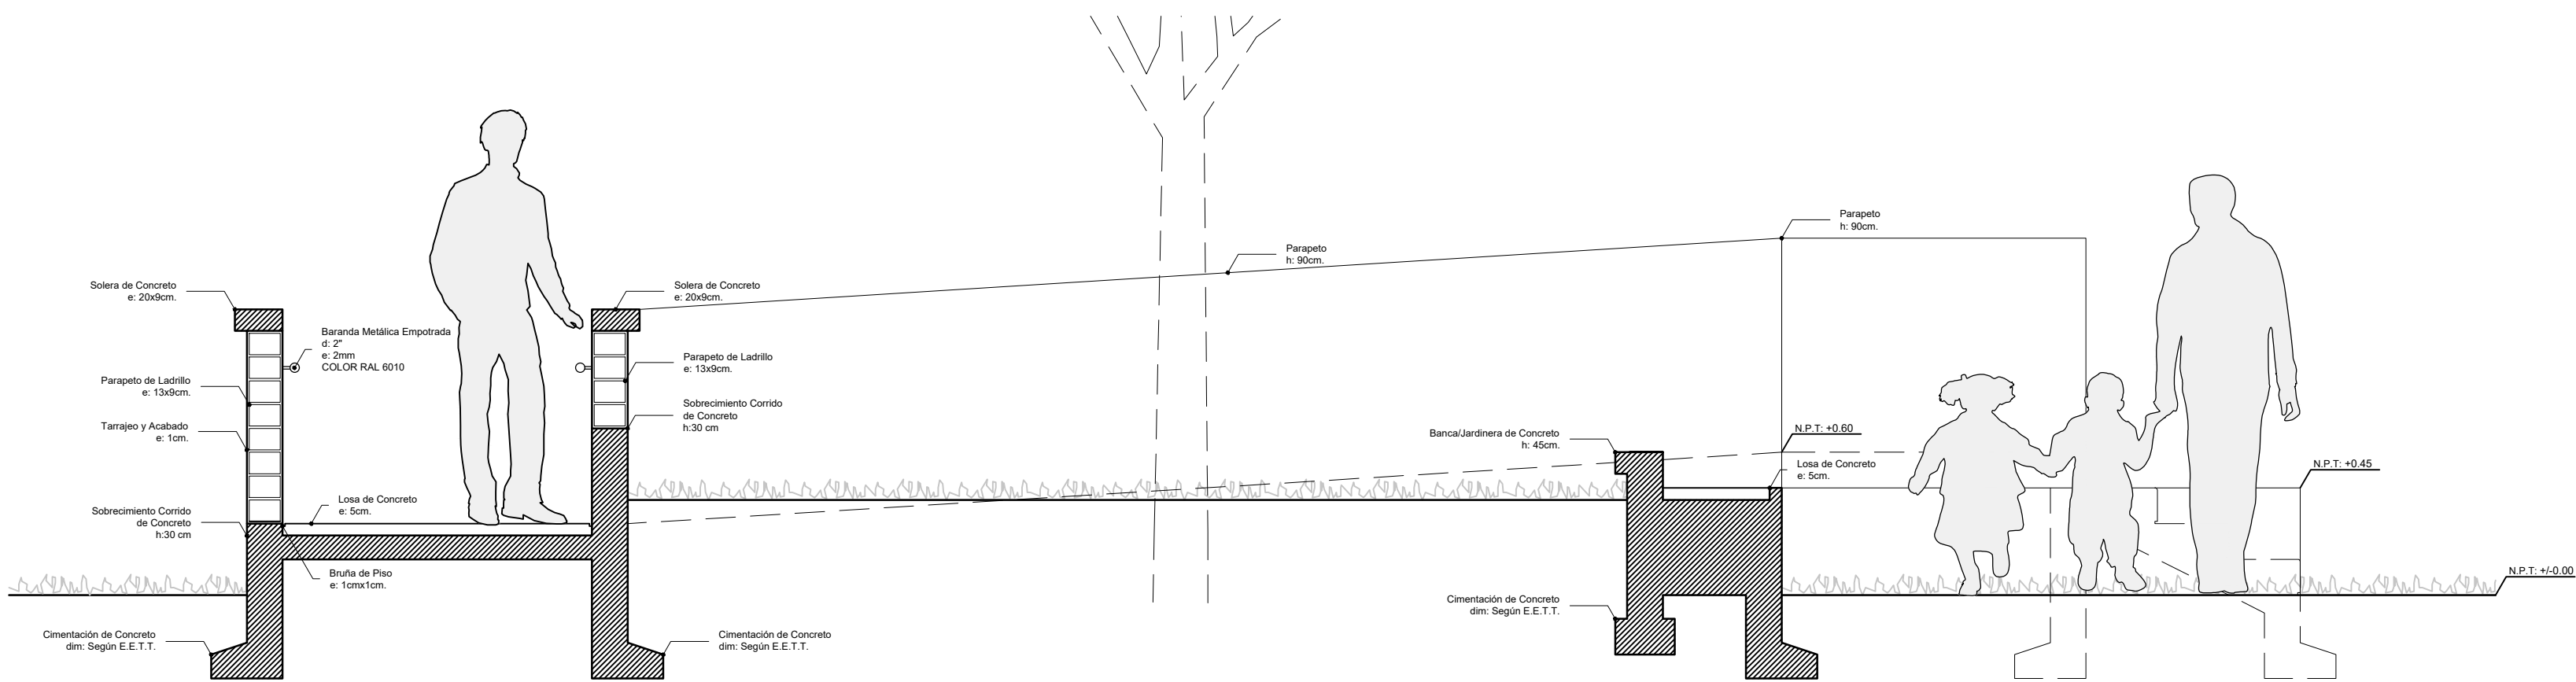 Solera de Concreto
e: 20x9cm.
Baranda Metálica Empotrada
d: 2"
e: 2mm
COLOR RAL 6010
Parapeto de Ladrillo
e: 13x9cm.
Tarrajeo y Acabado
e: 1cm.
Losa de Concreto
e: 5cm.
Sobrecimiento Corrido
de Concreto
h:30 cm
Bruña de Piso
e: 1cmx1cm.
Cimentación de Concreto
dim: Según E.E.T.T.
Solera de Concreto
e: 20x9cm.
Parapeto de Ladrillo
e: 13x9cm.
Sobrecimiento Corrido
de Concreto
h:30 cm
Cimentación de Concreto
dim: Según E.E.T.T.
Parapeto
h: 90cm.
Banca/Jardinera de Concreto
h: 45cm.
Cimentación de Concreto
dim: Según E.E.T.T.
Parapeto
h: 90cm.
N.P.T: +0.60
Losa de Concreto
e: 5cm.
N.P.T: +0.45
N.P.T: +/-0.00